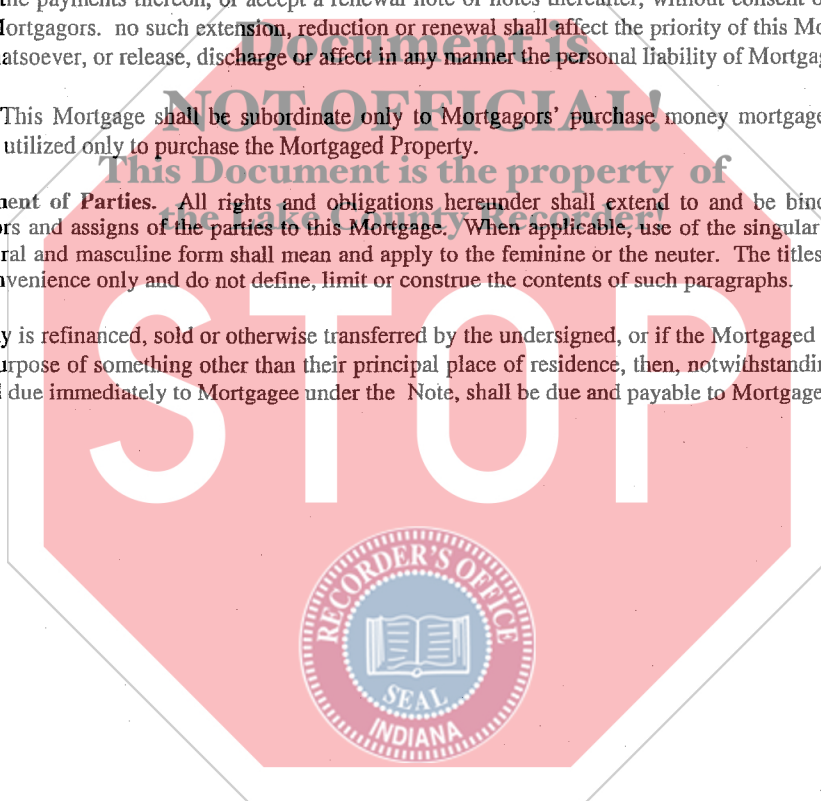 the payments thereon, or accept a renewal note or notes thereafter, without consent o
Mortgagors. no such extension, reduction or renewal shall affect the priority of this Mo
atsoever, or release, discharge or affect in any manner the personal liability of Mortgag
Document is
This Mortgage shall be subordinate only to Mortgagors' purchase money mortgage
NOT OFFICIAL!
utilized only to purchase the Mortgaged Property.
This Document is the property of
ment of Parties. All rights and obligations hereunder shall extend to and be bind
the Lake County Recorder!
ors and assigns of the parties to this Mortgage. When applicable, use of the singular
ral and masculine form shall mean and apply to the feminine or the neuter. The titles
nvenience only and do not define, limit or construe the contents of such paragraphs.
y is refinanced, sold or otherwise transferred by the undersigned, or if the Mortgaged
urpose of something other than their principal place of residence, then, notwithstandin
due immediately to Mortgagee under the Note, shall be due and payable to Mortgage
STOP
RECORDER'S OFFICE
SEAL
INDIANA